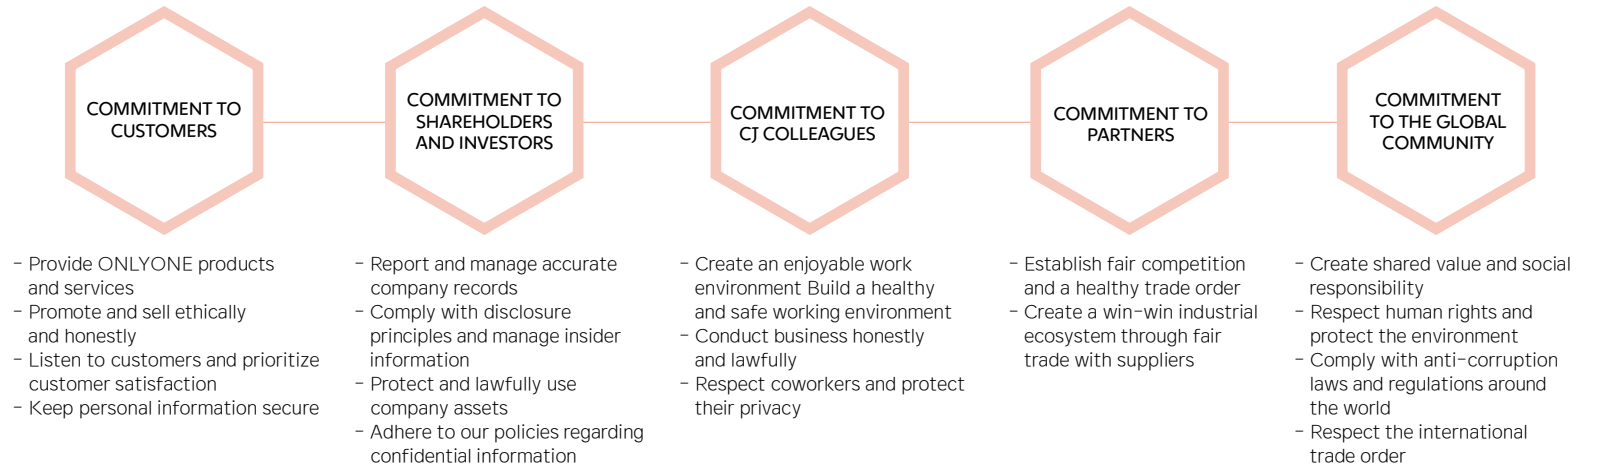 COMMITMENT TO
CUSTOMERS
COMMITMENT TO
SHAREHOLDERS
AND INVESTORS
COMMITMENT TO
CJ COLLEAGUES
COMMITMENT TO
PARTNERS
COMMITMENT
TO THE GLOBAL
COMMUNITY
- Provide ONLYONE products
and services
- Promote and sell ethically
and honestly
- Listen to customers and prioritize
customer satisfaction
- Keep personal information secure
- Report and manage accurate
company records
- Comply with disclosure
principles and manage insider
information
- Protect and lawfully use
company assets
- Adhere to our policies regarding
confidential information
- Create an enjoyable work
environment Build a healthy
and safe working environment
- Conduct business honestly
and lawfully
- Respect coworkers and protect
their privacy
- Establish fair competition
and a healthy trade order
- Create a win-win industrial
ecosystem through fair
trade with suppliers
- Create shared value and social
responsibility
- Respect human rights and
protect the environment
- Comply with anti-corruption
laws and regulations around
the world
- Respect the international
trade order